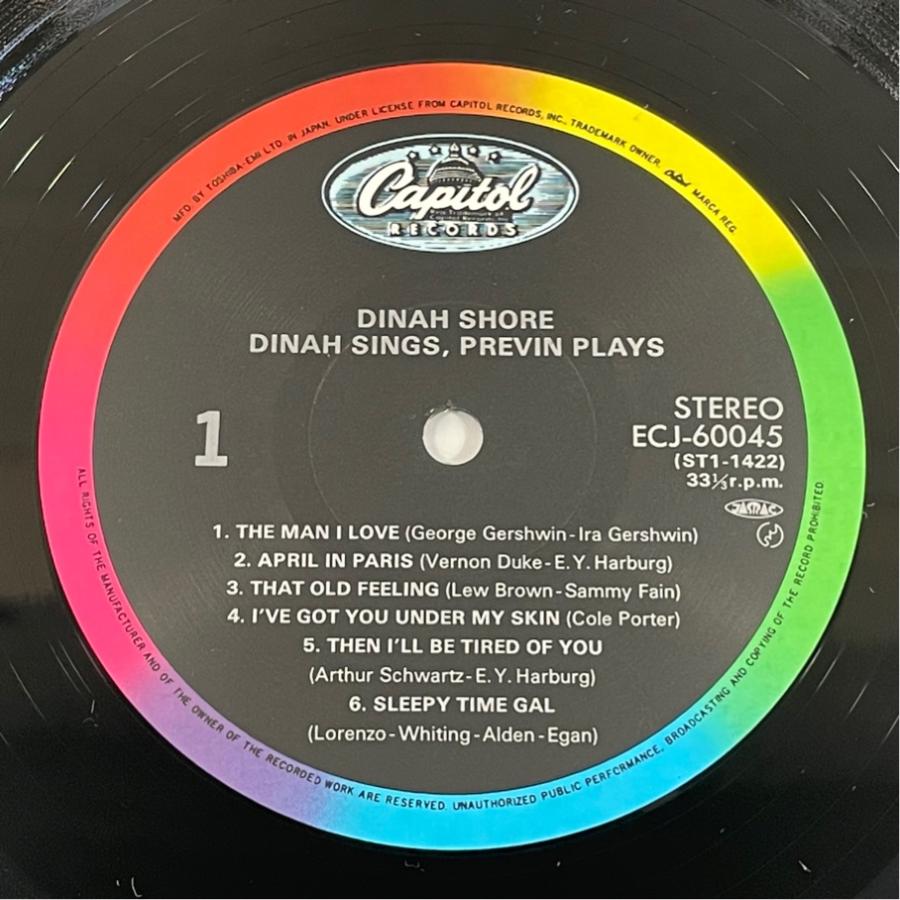 MFD. BY TOSHIBA-EMI LTD. IN JAPAN. UNDER LICENSE FROM CAPITOL RECORDS, INC., TRADEMARK OWNER, MARCA REG.
Capitol
RECORDS
DINAH SHORE
DINAH SINGS, PREVIN PLAYS
1
STEREO
ECJ-60045
(ST1-1422)
33⅓r.p.m.
JASRAC
1. THE MAN I LOVE (George Gershwin-Ira Gershwin)
2. APRIL IN PARIS (Vernon Duke-E.Y. Harburg)
3. THAT OLD FEELING (Lew Brown-Sammy Fain)
4. I'VE GOT YOU UNDER MY SKIN (Cole Porter)
5. THEN I'LL BE TIRED OF YOU
(Arthur Schwartz-E.Y. Harburg)
6. SLEEPY TIME GAL
(Lorenzo-Whiting-Alden-Egan)
ALL RIGHTS OF THE MANUFACTURER AND OF THE OWNER OF THE RECORDED WORK ARE RESERVED. UNAUTHORIZED PUBLIC PERFORMANCE, BROADCASTING AND COPYING OF THE RECORD PROHIBITED